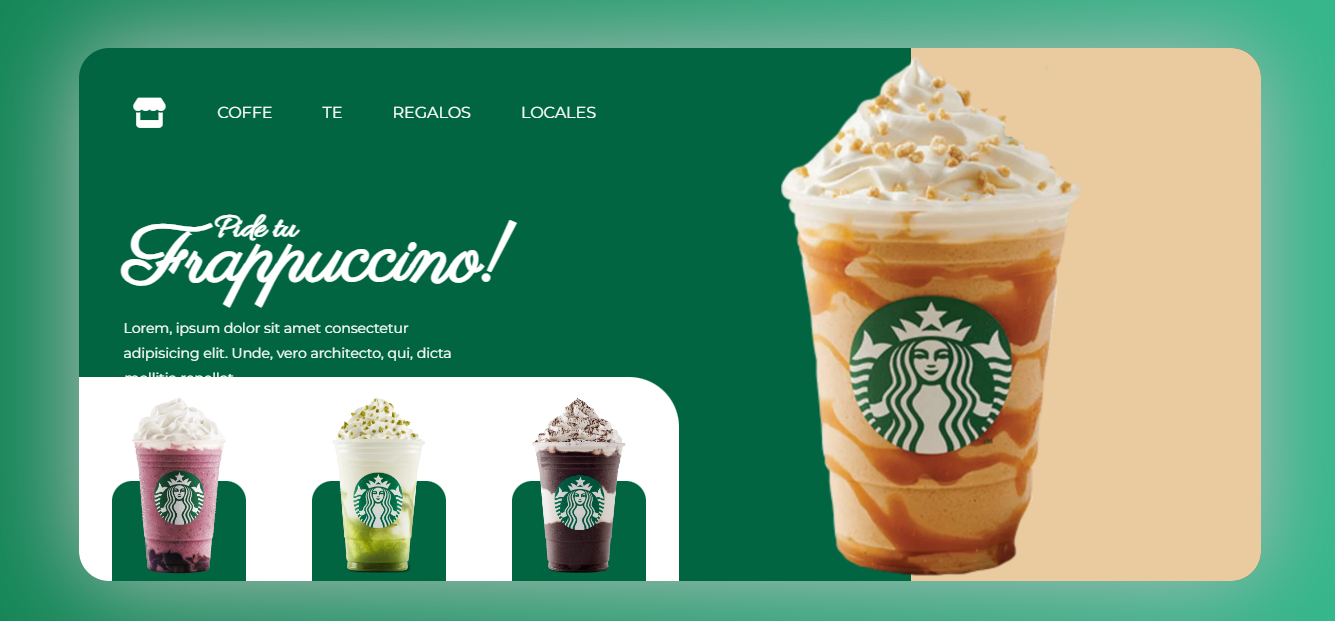 COFFE TE REGALOS LOCALES
Pide tu
Frappuccino!
Lorem, ipsum dolor sit amet consectetur
adipisicing elit. Unde, vero architecto, qui, dicta